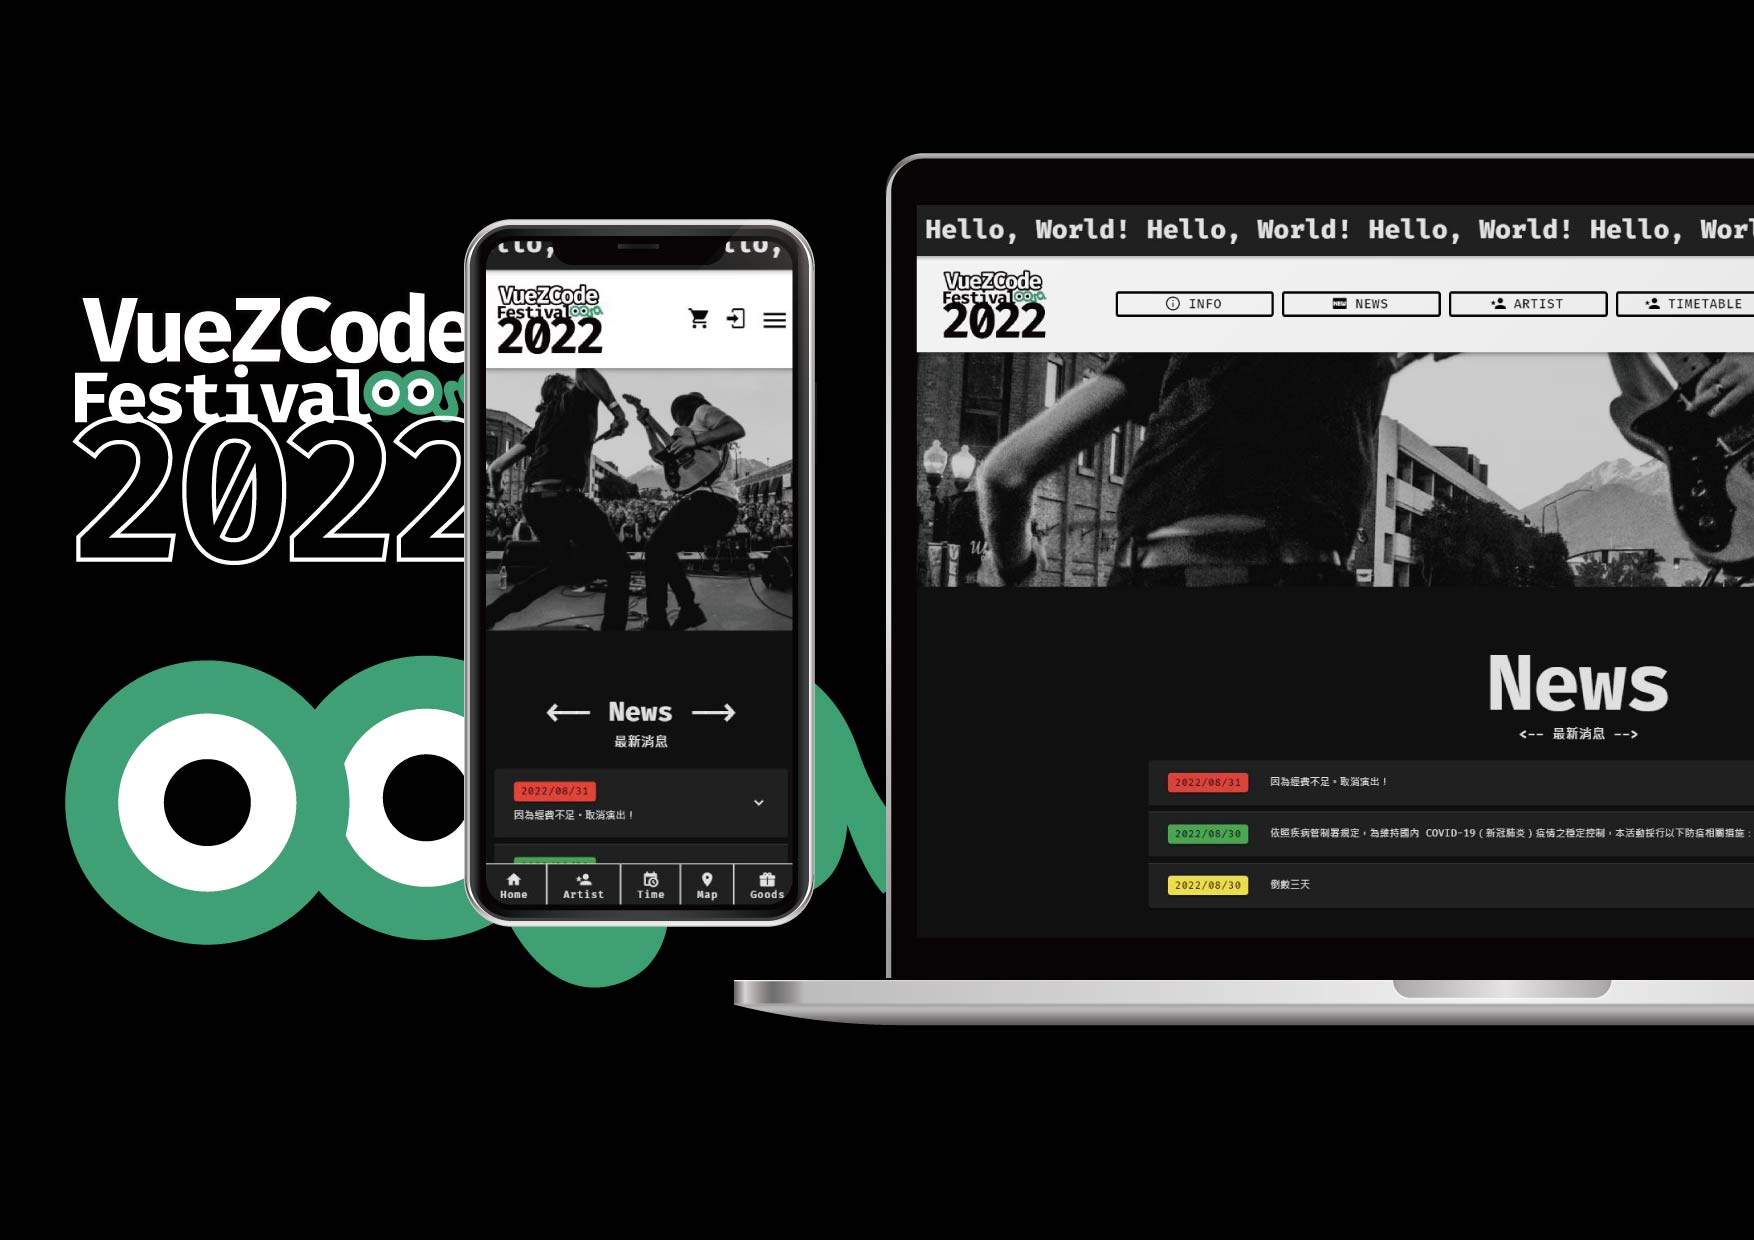 VueZCode
Festival
2022
llo,
llo,
VueZCode
Festival
2022
News
最新消息
2022/08/31
因為經費不足，取消演出！
Home
Artist
Time
Map
Goods
Hello, World! Hello, World! Hello, World! Hello, Worl
VueZCode
Festival
2022
INFO
NEWS
ARTIST
TIMETABLE
News
<-- 最新消息 -->
2022/08/31
因為經費不足，取消演出！
2022/08/30
依照疾病管制署規定，為維持國內 COVID-19（新冠肺炎）疫情之穩定控制，本活動採行以下防疫相關措施：
2022/08/30
倒數三天